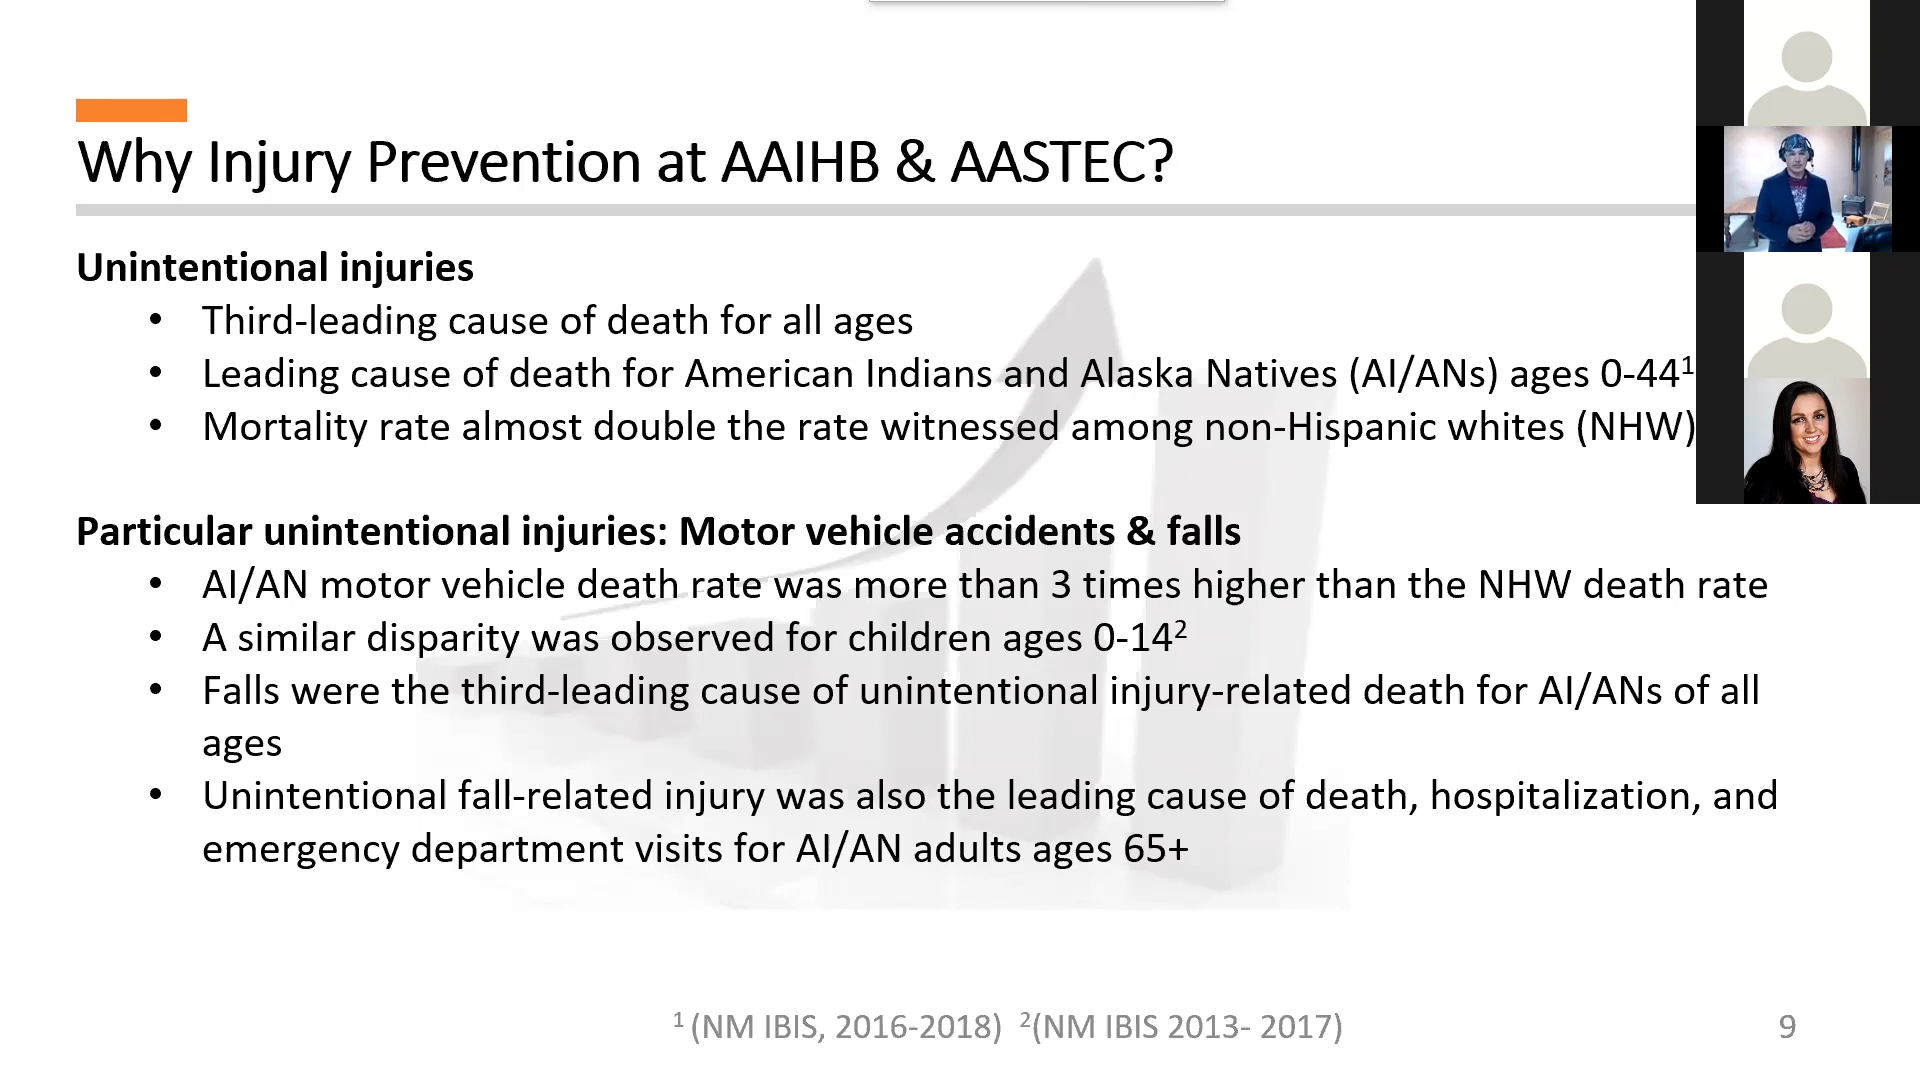 Why Injury Prevention at AAIHB & AASTEC?
Unintentional injuries
• Third-leading cause of death for all ages
• Leading cause of death for American Indians and Alaska Natives (AI/ANs) ages 0-44¹
• Mortality rate almost double the rate witnessed among non-Hispanic whites (NHW)
Particular unintentional injuries: Motor vehicle accidents & falls
• AI/AN motor vehicle death rate was more than 3 times higher than the NHW death rate
• A similar disparity was observed for children ages 0-14²
• Falls were the third-leading cause of unintentional injury-related death for AI/ANs of all
ages
• Unintentional fall-related injury was also the leading cause of death, hospitalization, and
emergency department visits for AI/AN adults ages 65+
¹ (NM IBIS, 2016-2018) ²(NM IBIS 2013- 2017)
9